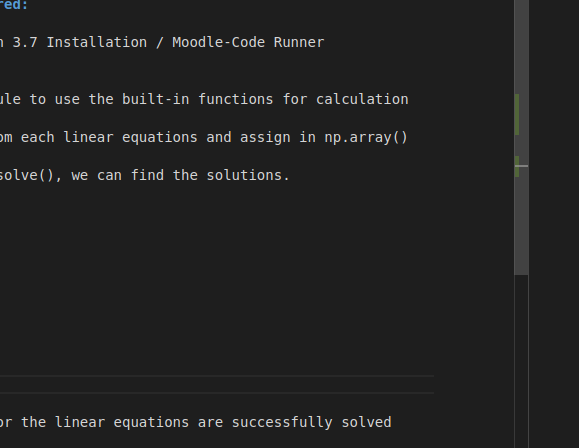 red:
n 3.7 Installation / Moodle-Code Runner
ule to use the built-in functions for calculation
om each linear equations and assign in np.array()
solve(), we can find the solutions.
or the linear equations are successfully solved